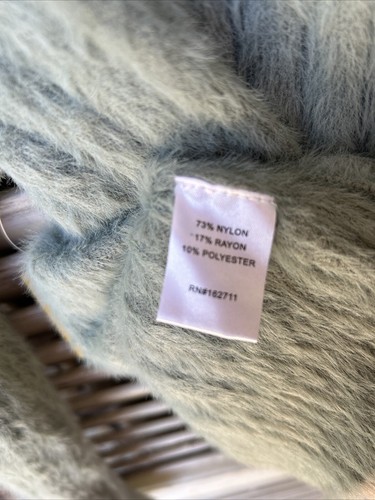 73% NYLON
17% RAYON
10% POLYESTER
RN#162711